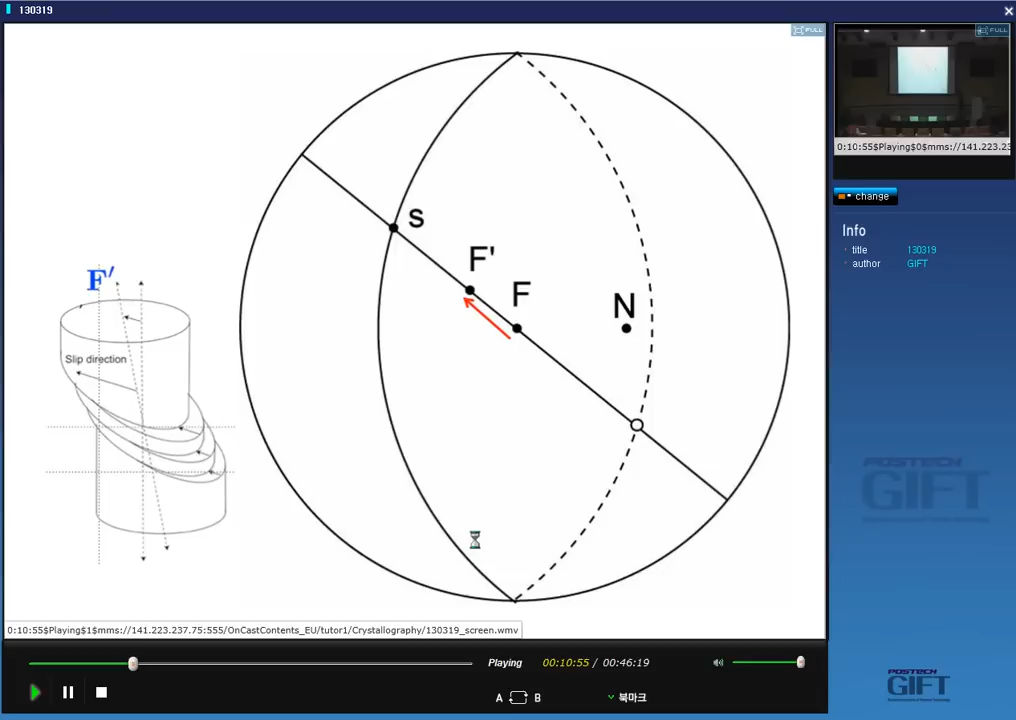 130319
FULL
FULL
S
F'
F
N
F'
Slip direction
0:10:55$Playing$0$mms://141.223.23
change
Info
title 130319
author GIFT
POSTECH
GIFT
0:10:55$Playing$1$mms://141.223.237.75:555/OnCastContents_EU/tutor1/Crystallography/130319_screen.wmv
Playing 00:10:55 / 00:46:19
A B 북마크
POSTECH
GIFT